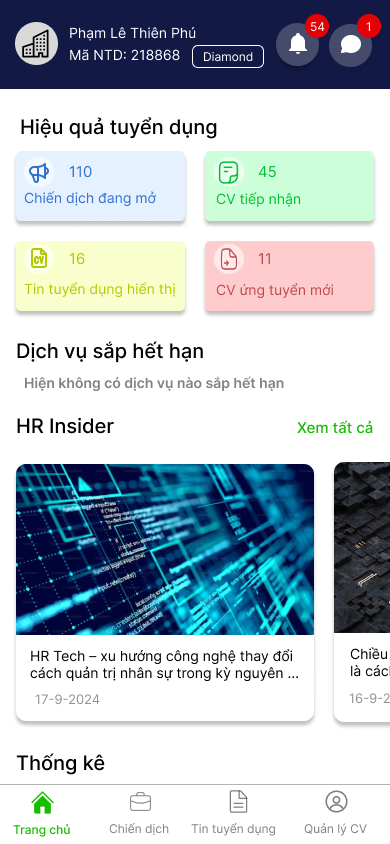 Phạm Lê Thiên Phú
Mã NTD: 218868
Diamond
54
1
Hiệu quả tuyển dụng
110
Chiến dịch đang mở
45
CV tiếp nhận
CV
16
Tin tuyển dụng hiển thị
11
CV ứng tuyển mới
Dịch vụ sắp hết hạn
Hiện không có dịch vụ nào sắp hết hạn
HR Insider
Xem tất cả
HR Tech – xu hướng công nghệ thay đổi
cách quản trị nhân sự trong kỳ nguyên ...
17-9-2024
Chiều
là các
16-9-2
Thống kê
Trang chủ
Chiến dịch
Tin tuyển dụng
Quản lý CV